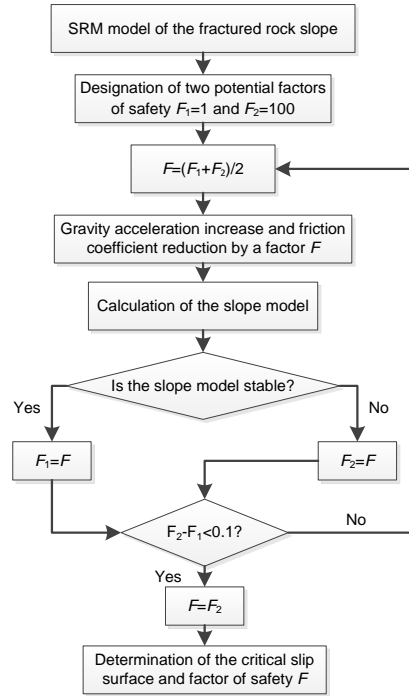 SRM model of the fractured rock slope
Designation of two potential factors
of safety F₁=1 and F₂=100
F=(F₁+F₂)/2
Gravity acceleration increase and friction
coefficient reduction by a factor F
Calculation of the slope model
Is the slope model stable?
Yes
No
F₁=F
F₂=F
F₂-F₁<0.1?
No
Yes
F=F₂
Determination of the critical slip
surface and factor of safety F